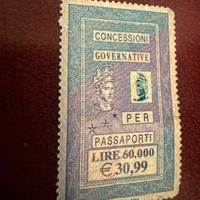 CONCESSIONI
GOVERNATIVE
PER
PASSAPORTI
LIRE 60.000
€ 30,99